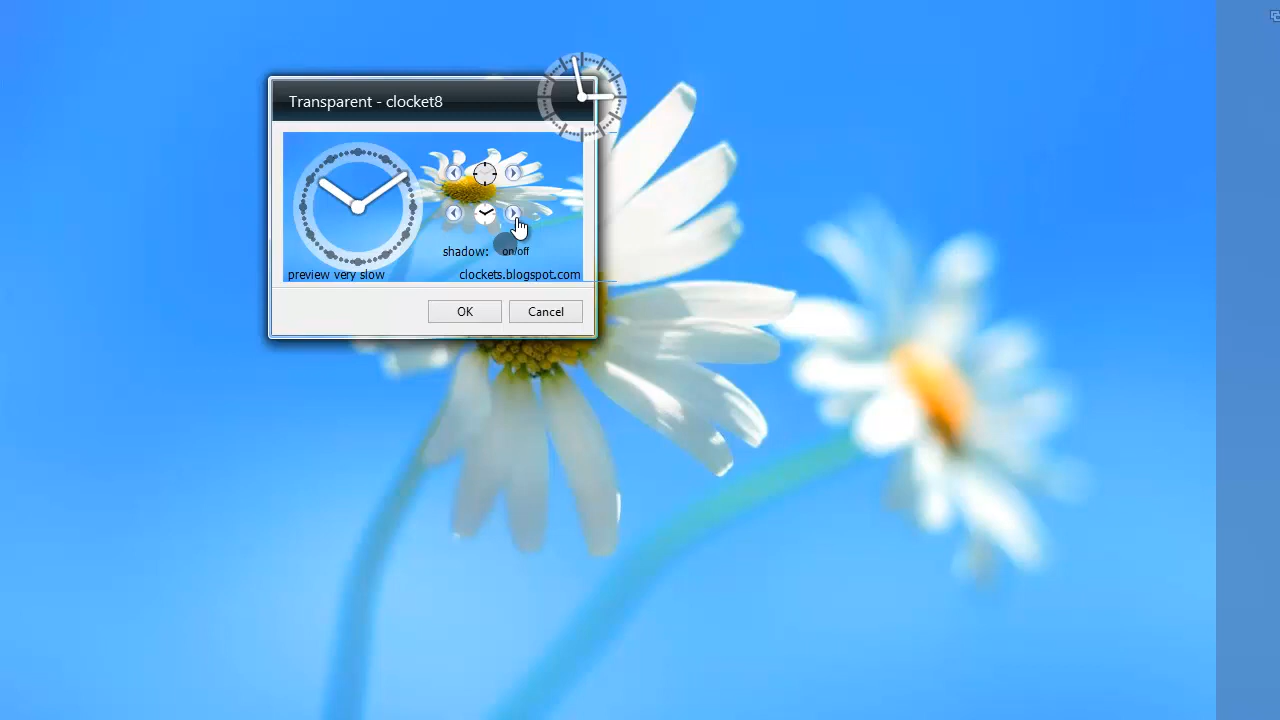 Transparent - clocket8
shadow: on/off
preview very slow clockets.blogspot.com
OK Cancel